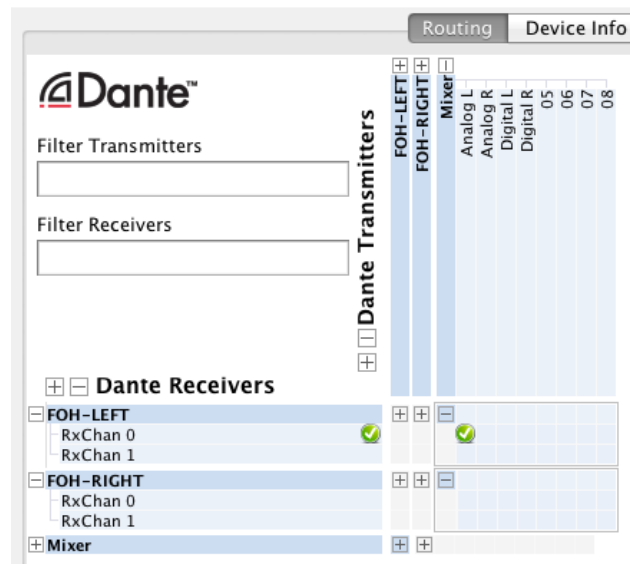 Routing
Device Info
Dante™
Filter Transmitters
Filter Receivers
Dante Transmitters
FOH-LEFT
FOH-RIGHT
Mixer
Analog L
Analog R
Digital L
Digital R
05
06
07
08
Dante Receivers
FOH-LEFT
RxChan 0
RxChan 1
FOH-RIGHT
RxChan 0
RxChan 1
Mixer